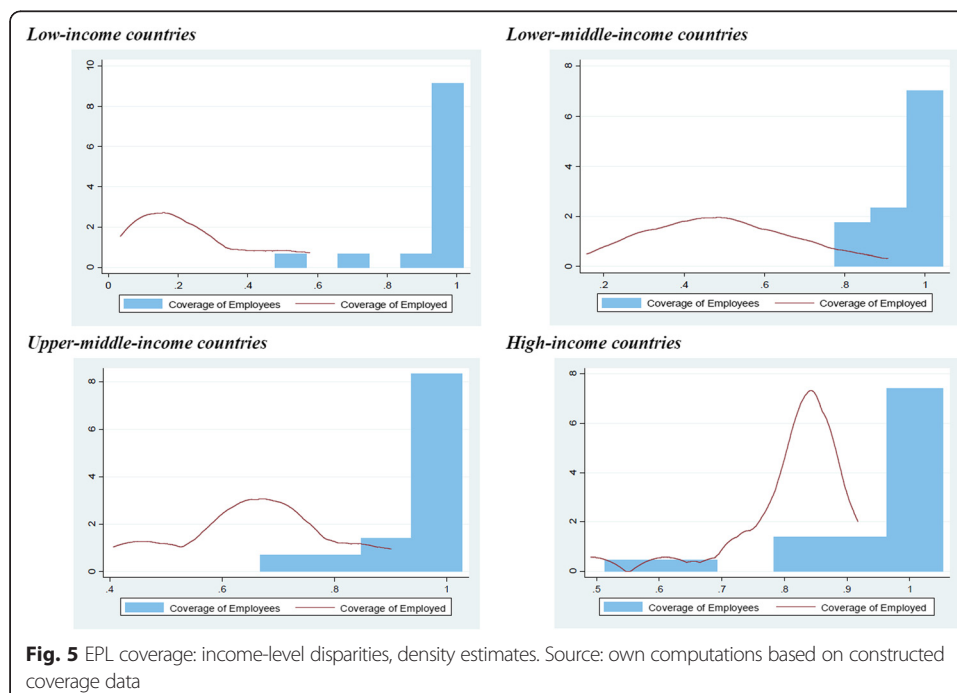 Low-income countries
10
8
6
4
2
0
0 .2 .4 .6 .8 1
Coverage of Employees Coverage of Employed
Lower-middle-income countries
8
6
4
2
0
.2 .4 .6 .8 1
Coverage of Employees Coverage of Employed
Upper-middle-income countries
8
6
4
2
0
.4 .6 .8 1
Coverage of Employees Coverage of Employed
High-income countries
8
6
4
2
0
.5 .6 .7 .8 .9 1
Coverage of Employees Coverage of Employed
Fig. 5 EPL coverage: income-level disparities, density estimates. Source: own computations based on constructed
coverage data